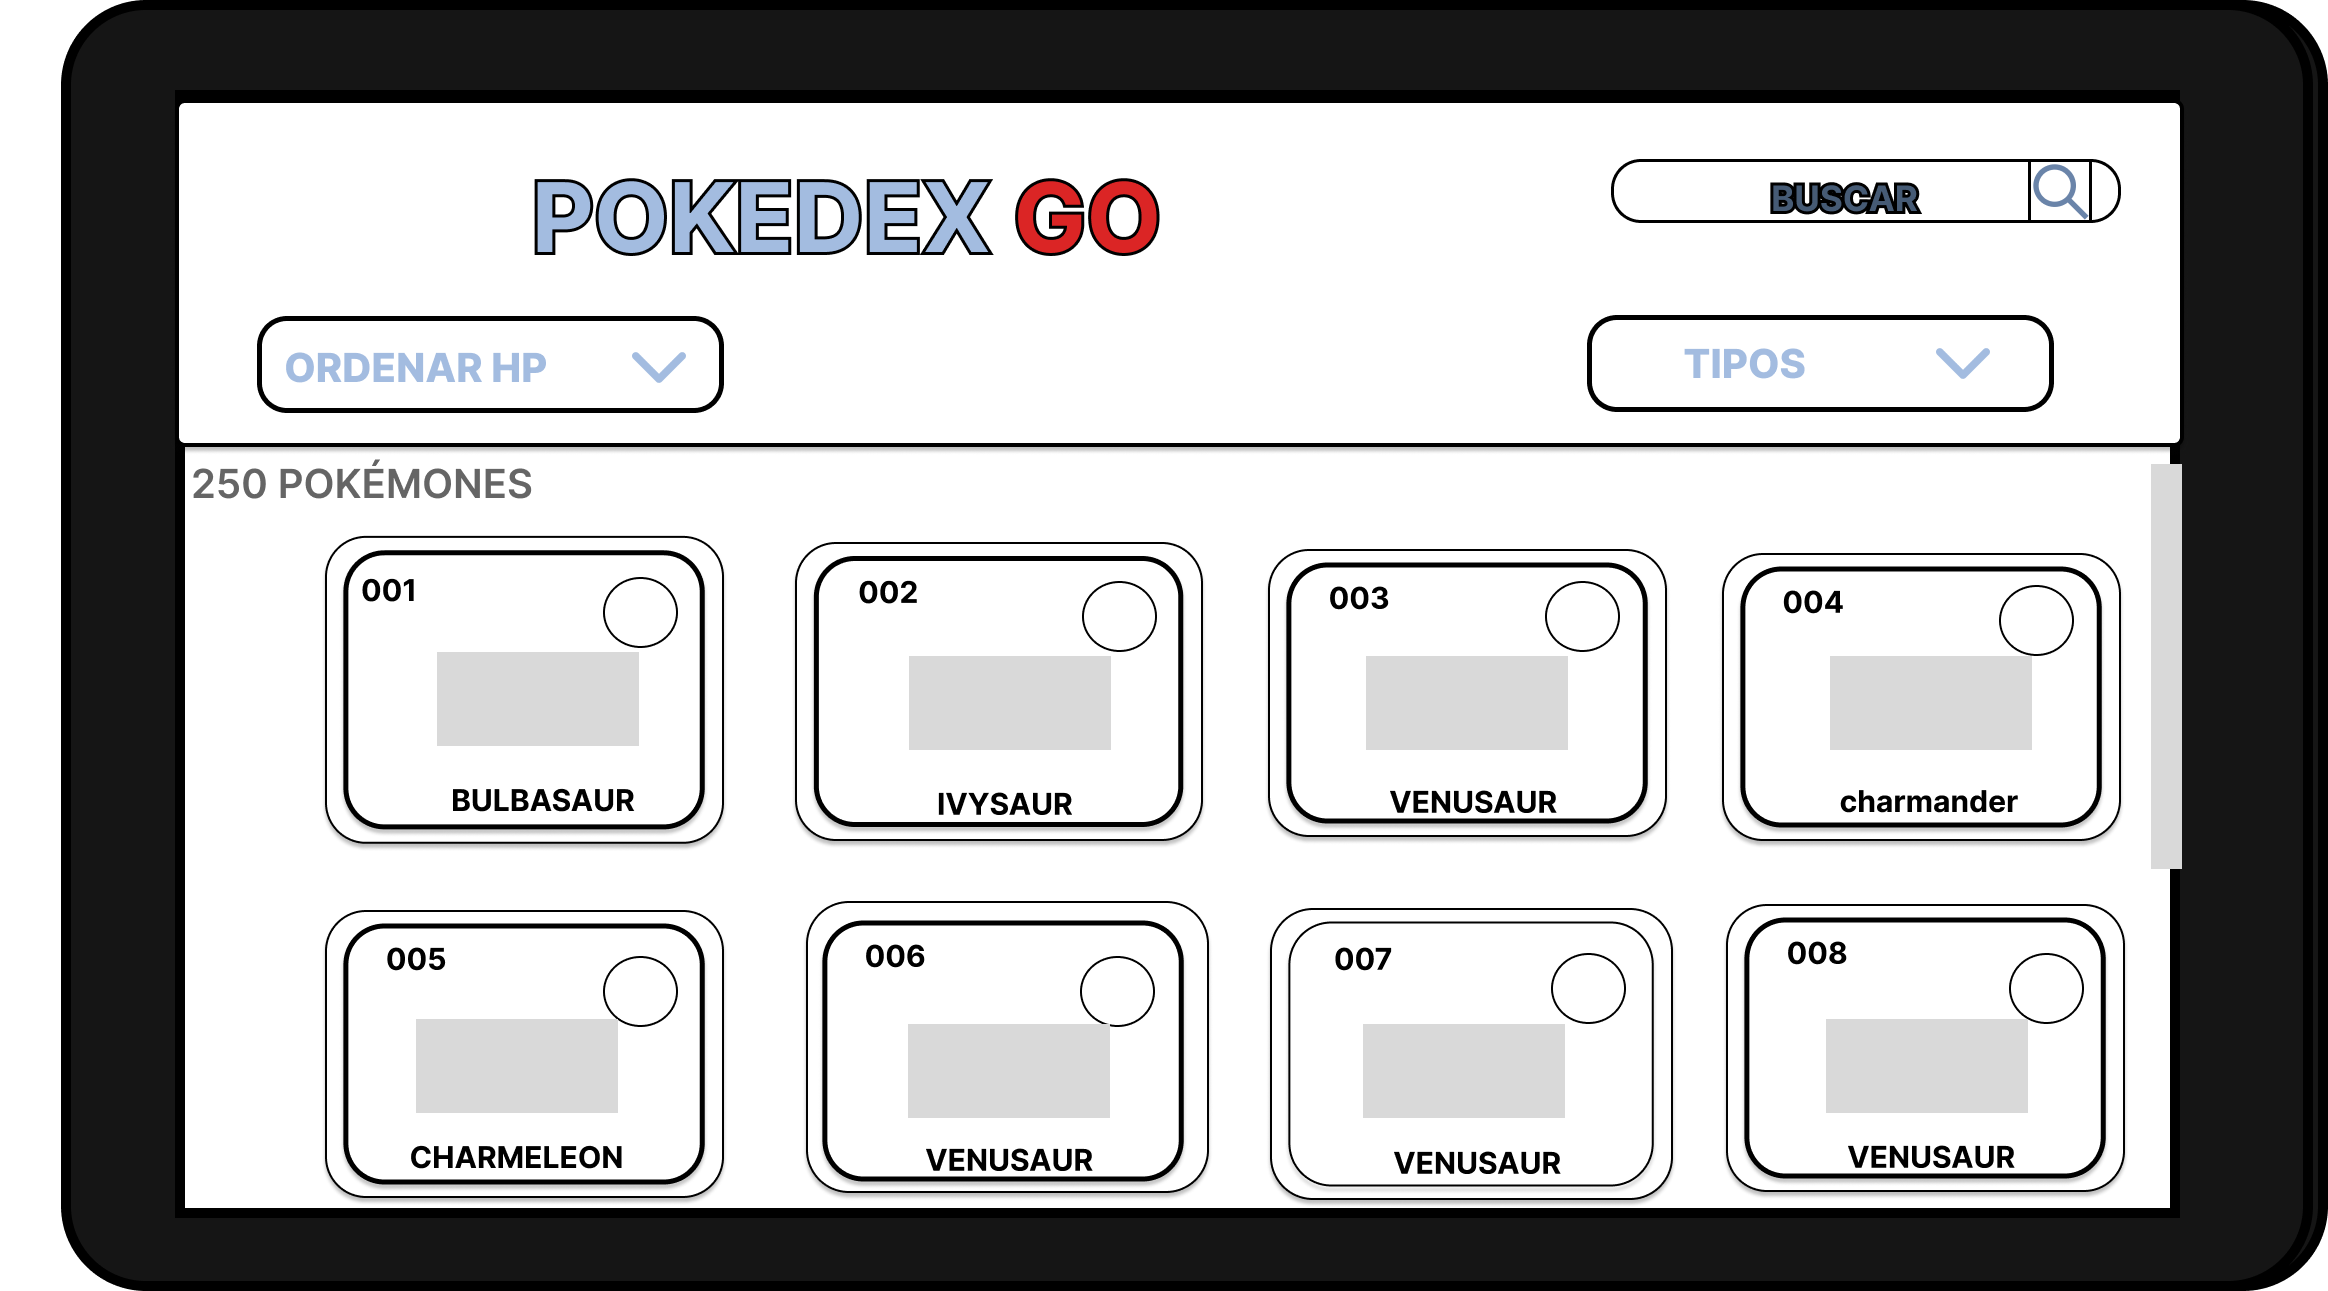 POKEDEX GO
BUSCAR
ORDENAR HP
TIPOS
250 POKÉMONES
001
BULBASAUR
002
IVYSAUR
003
VENUSAUR
004
charmander
005
CHARMELEON
006
VENUSAUR
007
VENUSAUR
008
VENUSAUR